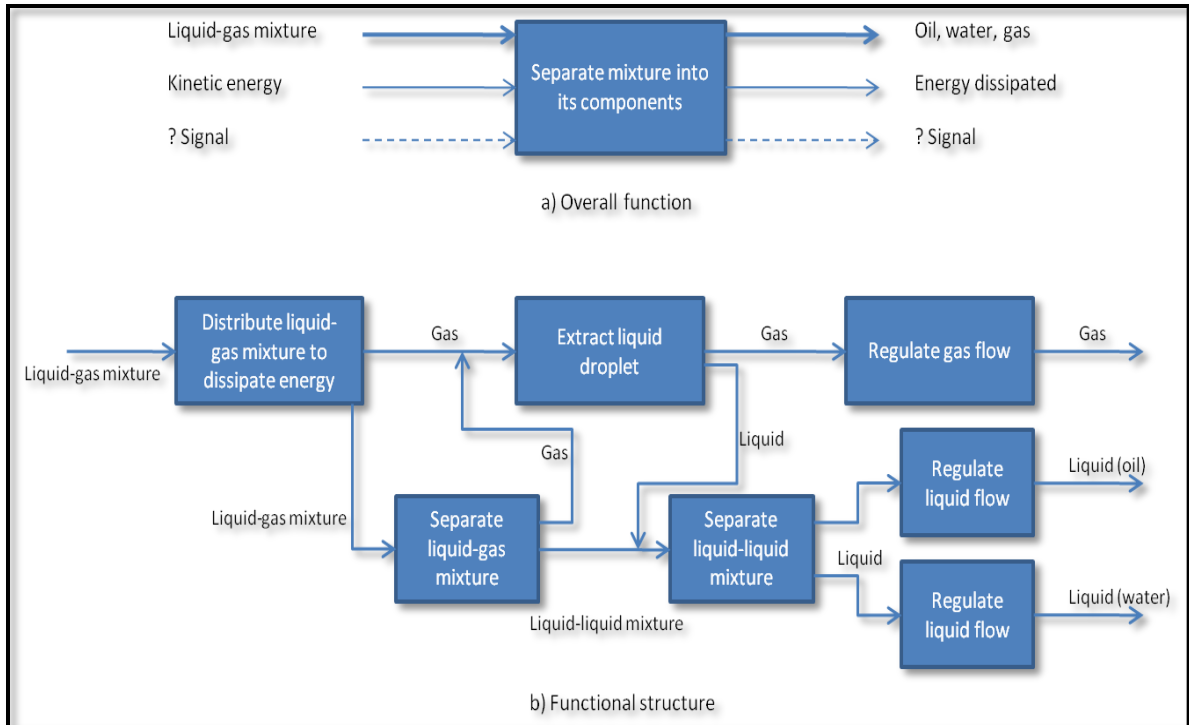 Liquid-gas mixture
Oil, water, gas
Kinetic energy
Separate mixture into
its components
Energy dissipated
? Signal
? Signal
a) Overall function
Distribute liquid-
gas mixture to
dissipate energy
Gas
Extract liquid
droplet
Gas
Regulate gas flow
Gas
Liquid-gas mixture
Liquid
Gas
Liquid-gas mixture
Separate
liquid-gas
mixture
Separate
liquid-liquid
mixture
Regulate
liquid flow
Liquid (oil)
Liquid
Liquid-liquid mixture
Regulate
liquid flow
Liquid (water)
b) Functional structure